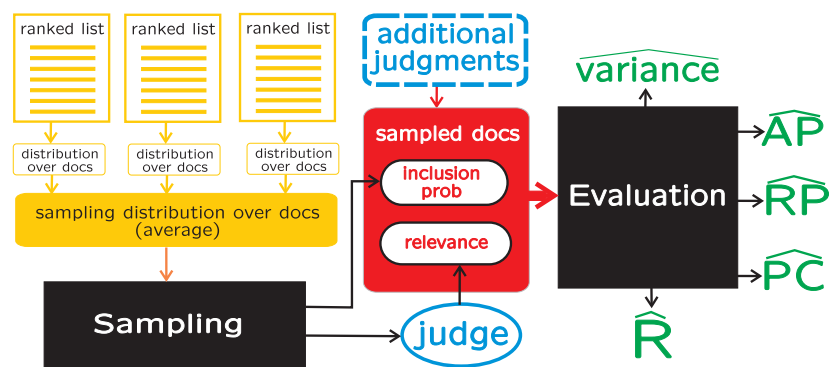 ranked list
ranked list
ranked list
distribution
over docs
distribution
over docs
distribution
over docs
sampling distribution over docs
(average)
Sampling
additional
judgments
sampled docs
inclusion
prob
relevance
judge
variance
Evaluation
AP
RP
PC
R